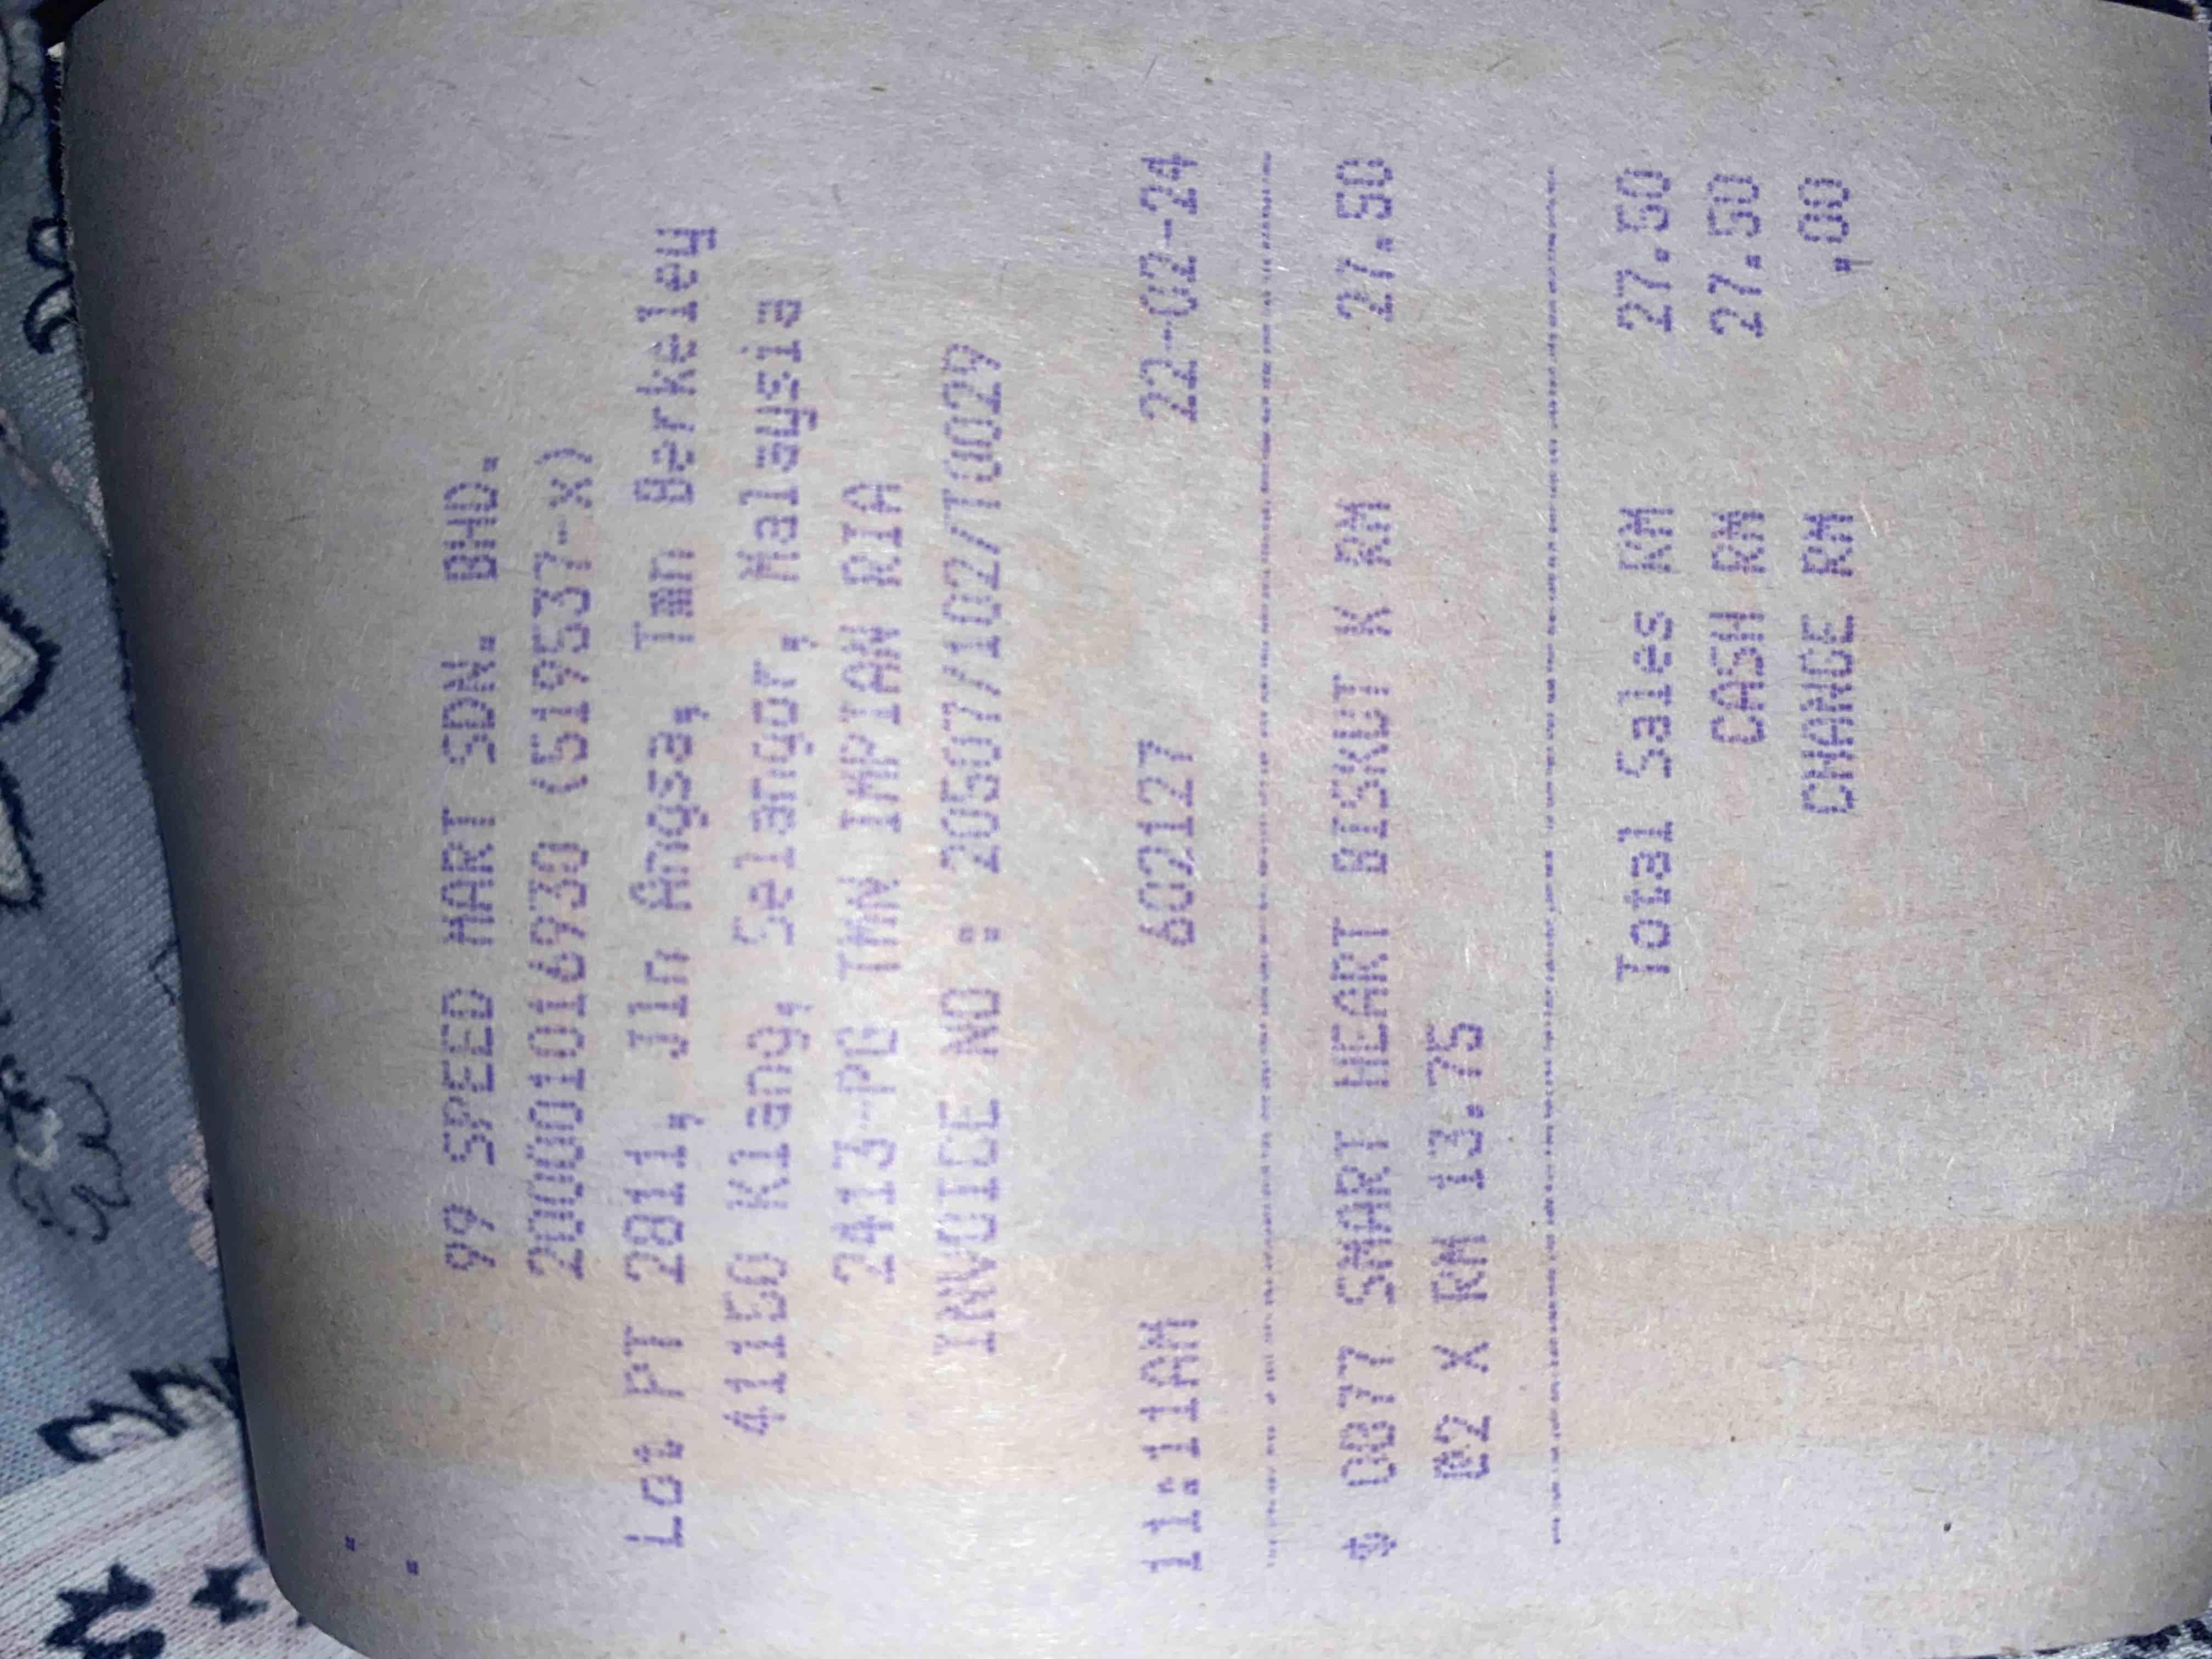 99 SPEED MART SDN. BHD.
200001016930 (519537-X)
Lot PT 2811, Jln Angsa, Tmn Berkeley
41150 Klang, Selangor, Malaysia
2413-PG TMN IMPIAN RIA
INVOICE NO : 20507/102/T0029
11:11AM 602127 22-02-24
* 0877 SMART HEART BISKUT K RM 27.50
02 X RM 13.75
Total Sales RM 27.50
CASH RM 27.50
CHANGE RM .00